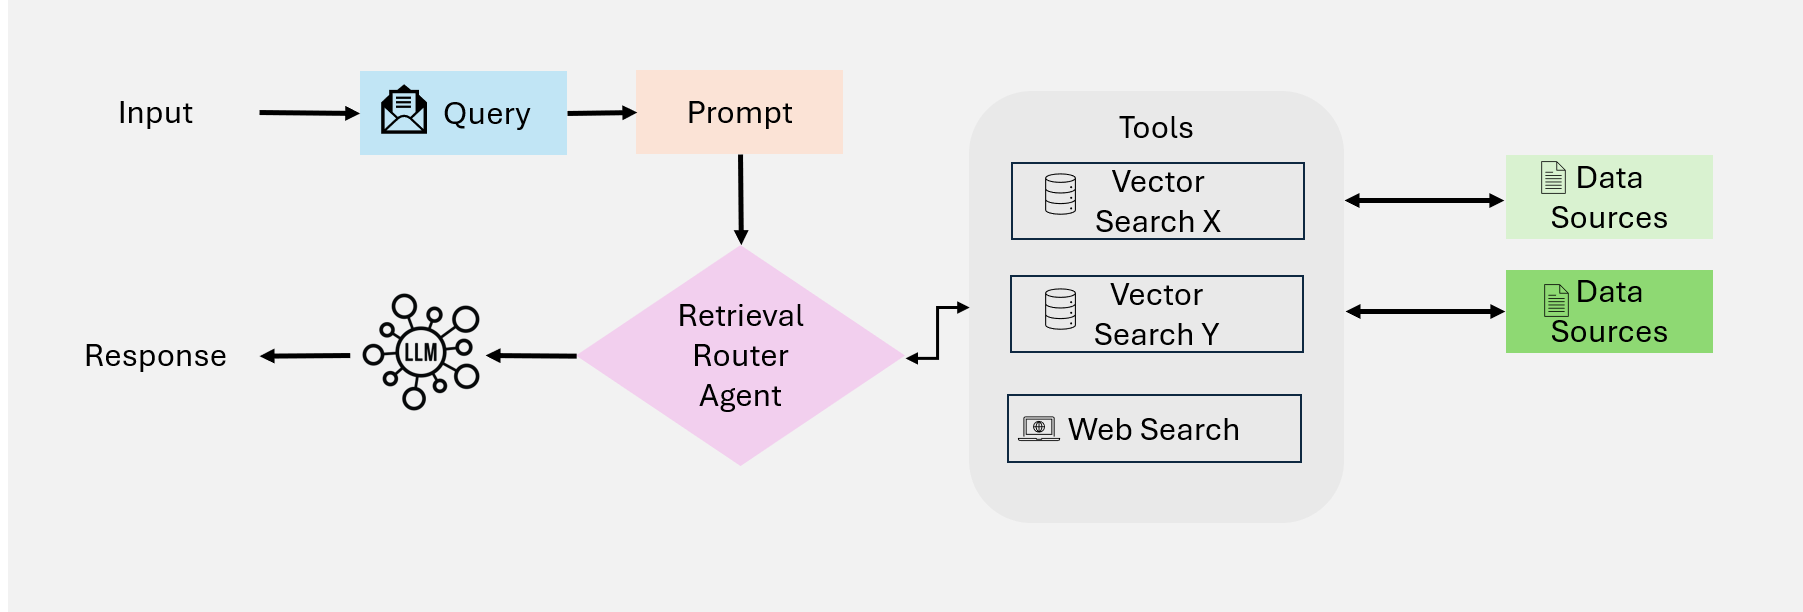 Input
Query
Prompt
Tools
Vector
Search X
Data
Sources
Vector
Search Y
Data
Sources
Retrieval
Router
Agent
LLM
Response
Web Search